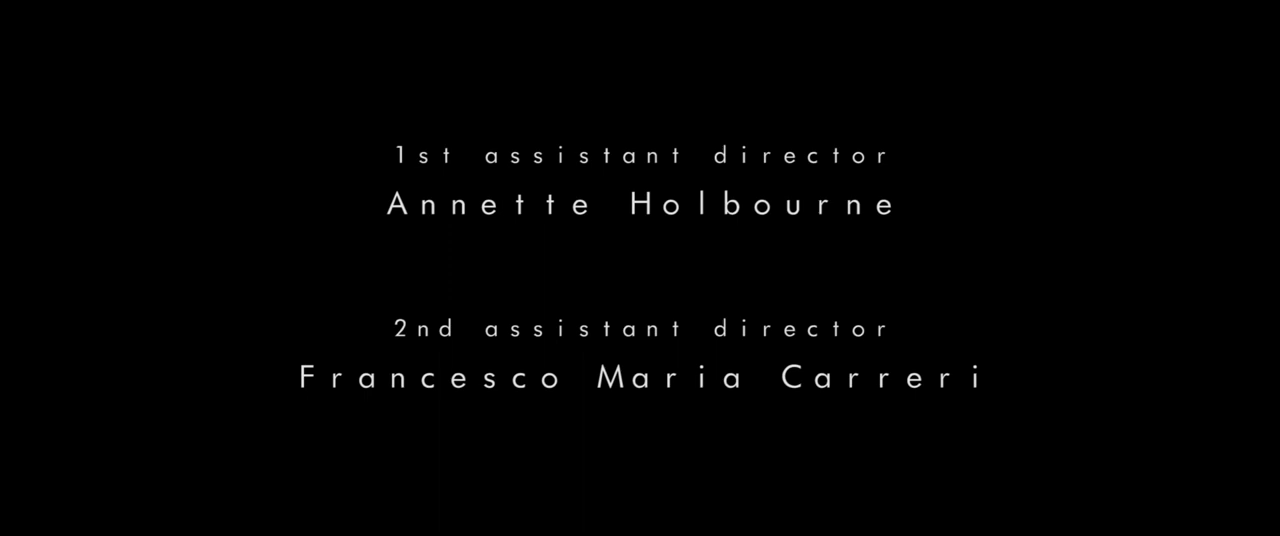 1st assistant director
Annette Holbourne
2nd assistant director
Francesco Maria Carreri